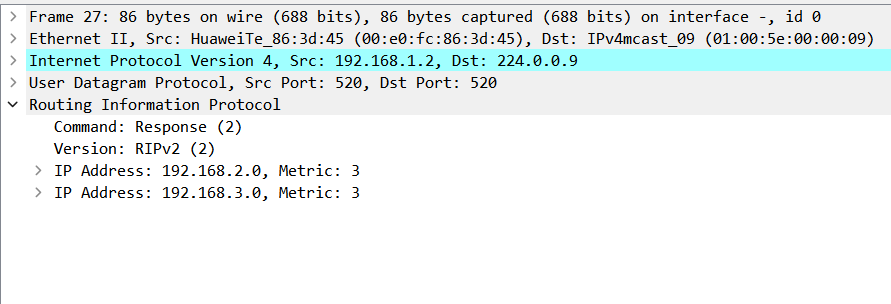 Frame 27: 86 bytes on wire (688 bits), 86 bytes captured (688 bits) on interface -, id 0
Ethernet II, Src: HuaweiTe_86:3d:45 (00:e0:fc:86:3d:45), Dst: IPv4mcast_09 (01:00:5e:00:00:09)
Internet Protocol Version 4, Src: 192.168.1.2, Dst: 224.0.0.9
User Datagram Protocol, Src Port: 520, Dst Port: 520
Routing Information Protocol
Command: Response (2)
Version: RIPv2 (2)
IP Address: 192.168.2.0, Metric: 3
IP Address: 192.168.3.0, Metric: 3